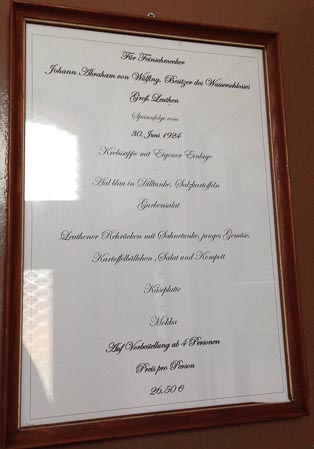 Für Feinschmecker
Johann Abraham von Wülfing, Besitzer des Wasserschlosses
Groß Leuthen
Speisenfolge vom
30. Juni 1924
Krebssuppe mit Eigener Einlage
-
Aal blau in Dilltunke, Salzkartoffeln
Gurkensalat
-
Leuthener Rehrücken mit Sahnetunke, junges Gemüse,
Kartoffelbällchen , Salat und Kompott
Käseplatte
Mokka
Auf Vorbestellung ab 4 Personen
Preis pro Person
26,50 €